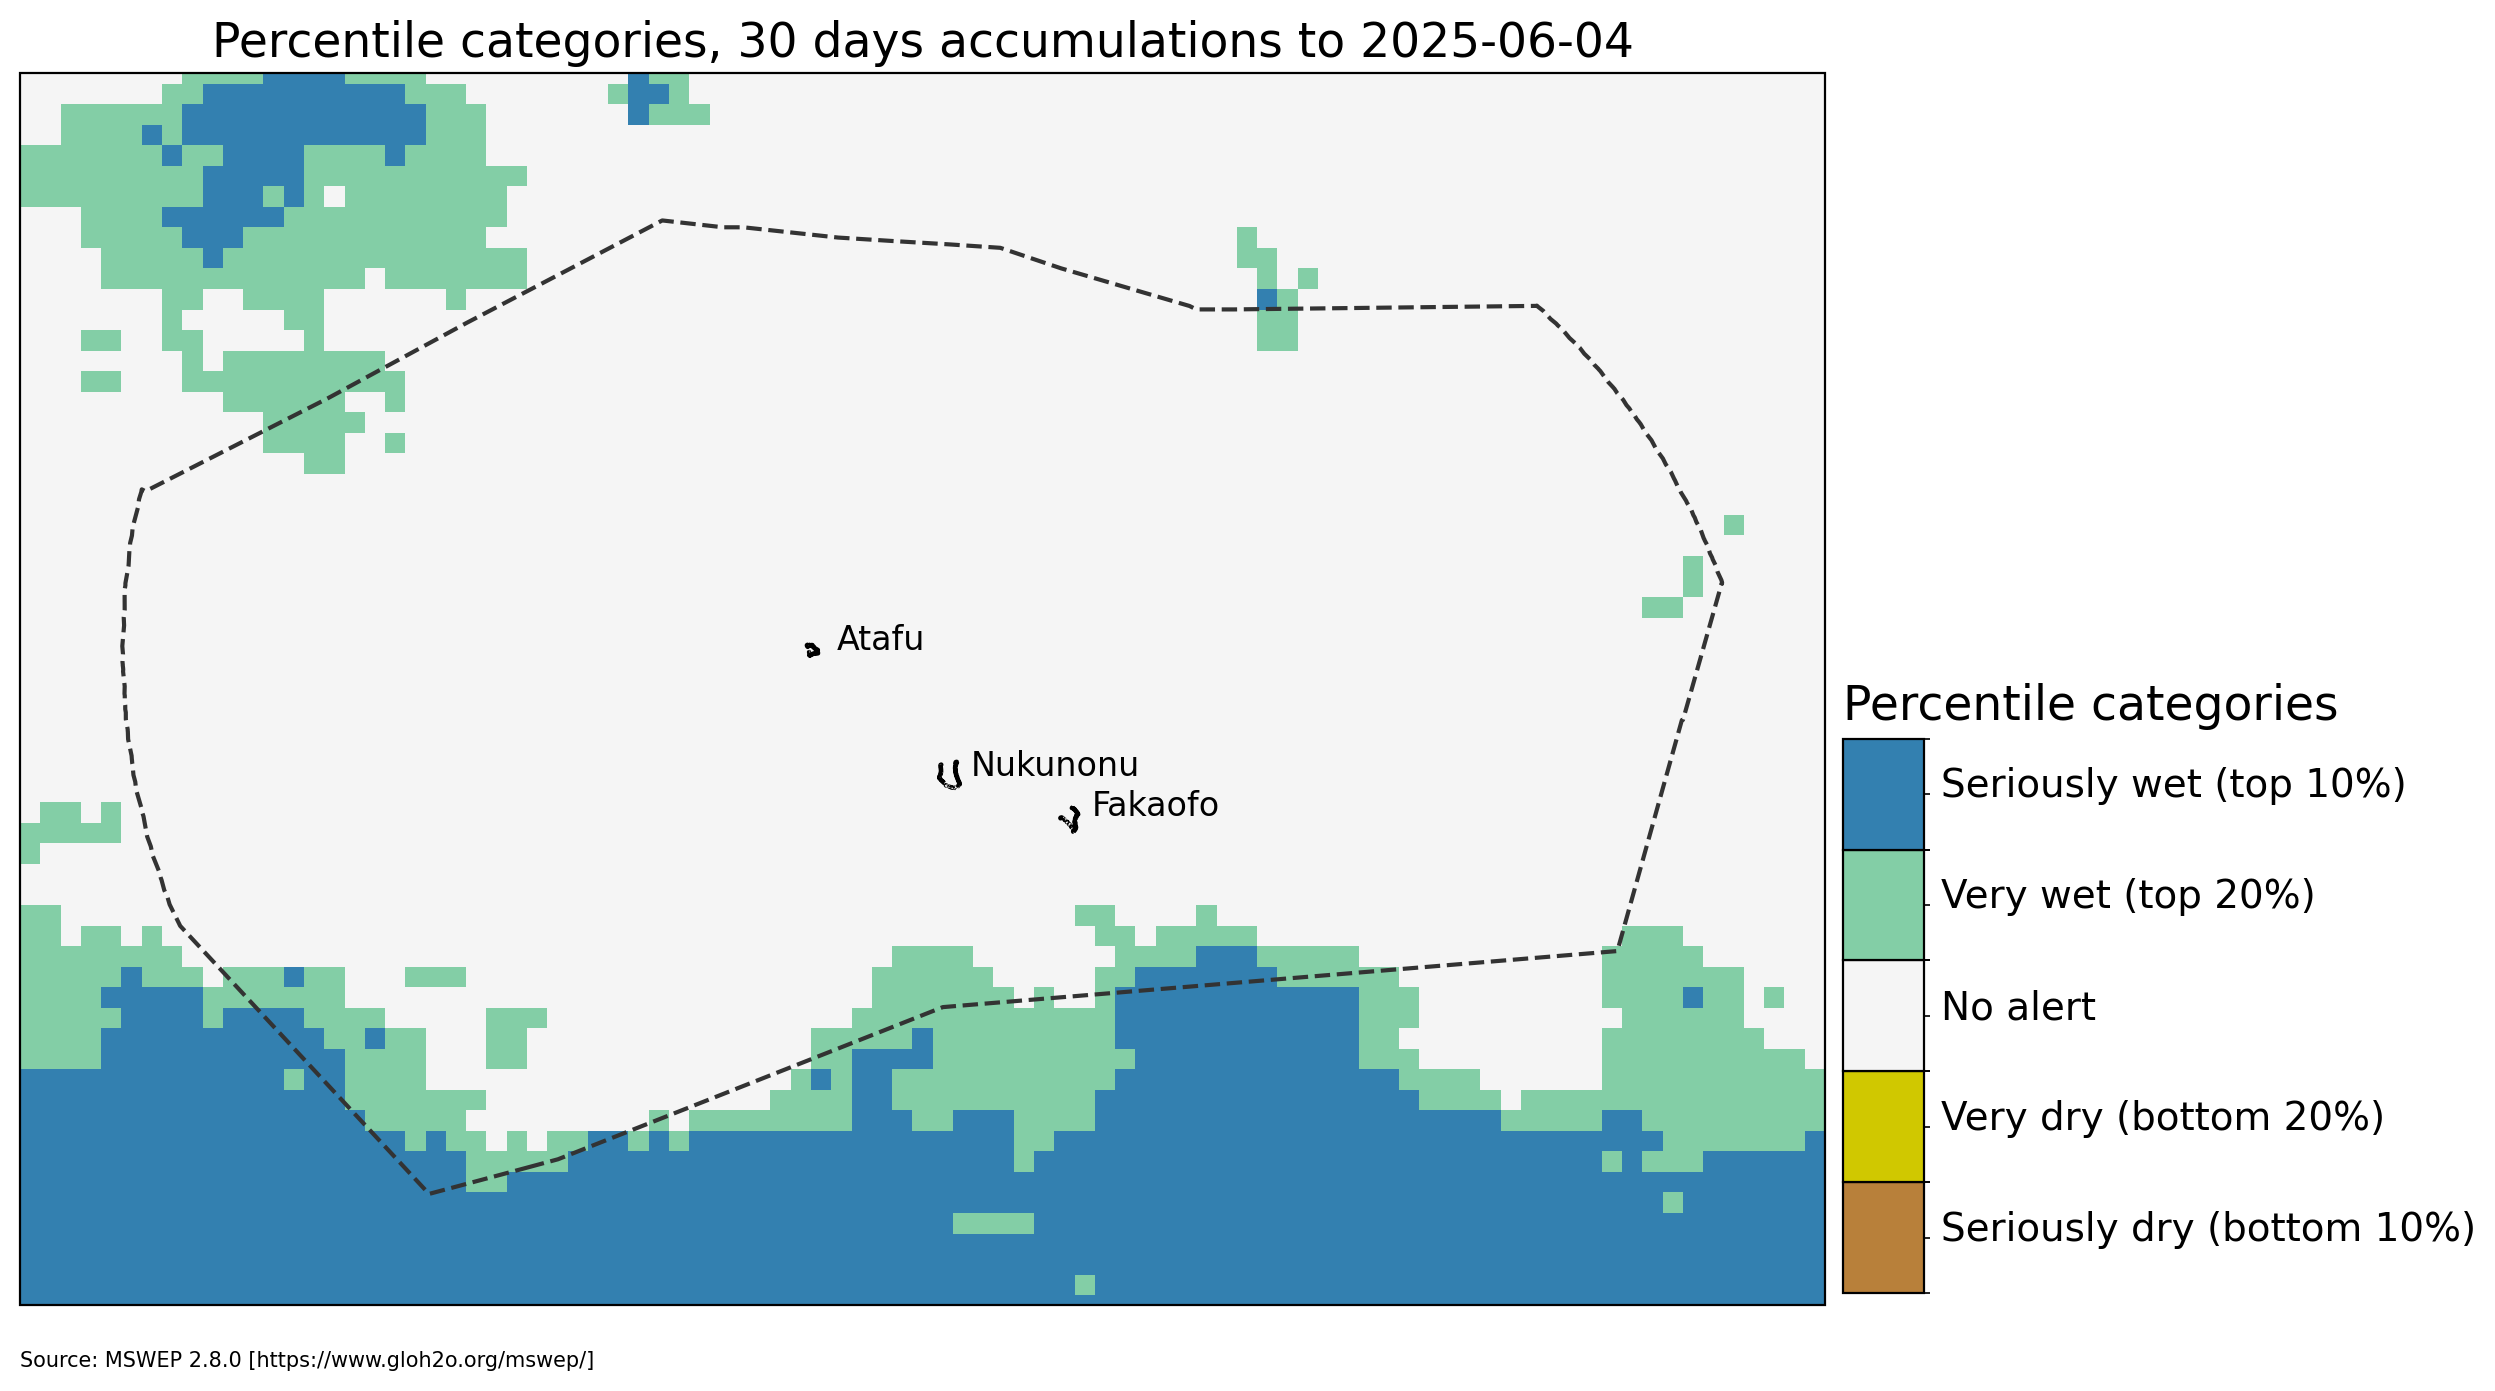 Percentile categories, 30 days accumulations to 2025-06-04
Atafu
Nukunonu
Fakaofo
Percentile categories
Seriously wet (top 10%)
Very wet (top 20%)
No alert
Very dry (bottom 20%)
Seriously dry (bottom 10%)
Source: MSWEP 2.8.0 [https://www.gloh2o.org/mswep/]